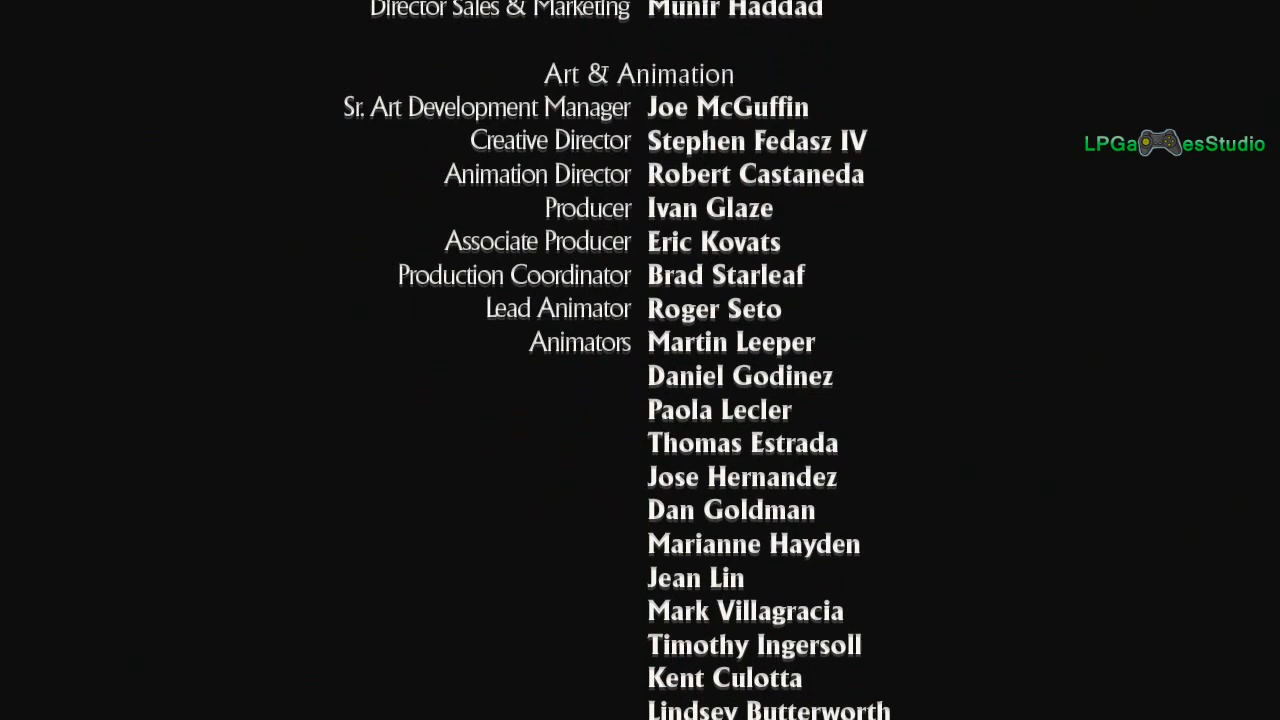 Director Sales & Marketing Munir Haddad
Art & Animation
Sr. Art Development Manager Joe McGuffin
Creative Director Stephen Fedasz IV
Animation Director Robert Castaneda
Producer Ivan Glaze
Associate Producer Eric Kovats
Production Coordinator Brad Starleaf
Lead Animator Roger Seto
Animators Martin Leeper
Daniel Godinez
Paola Lecler
Thomas Estrada
Jose Hernandez
Dan Goldman
Marianne Hayden
Jean Lin
Mark Villagracia
Timothy Ingersoll
Kent Culotta
Lindsey Butterworth
LPGa esStudio